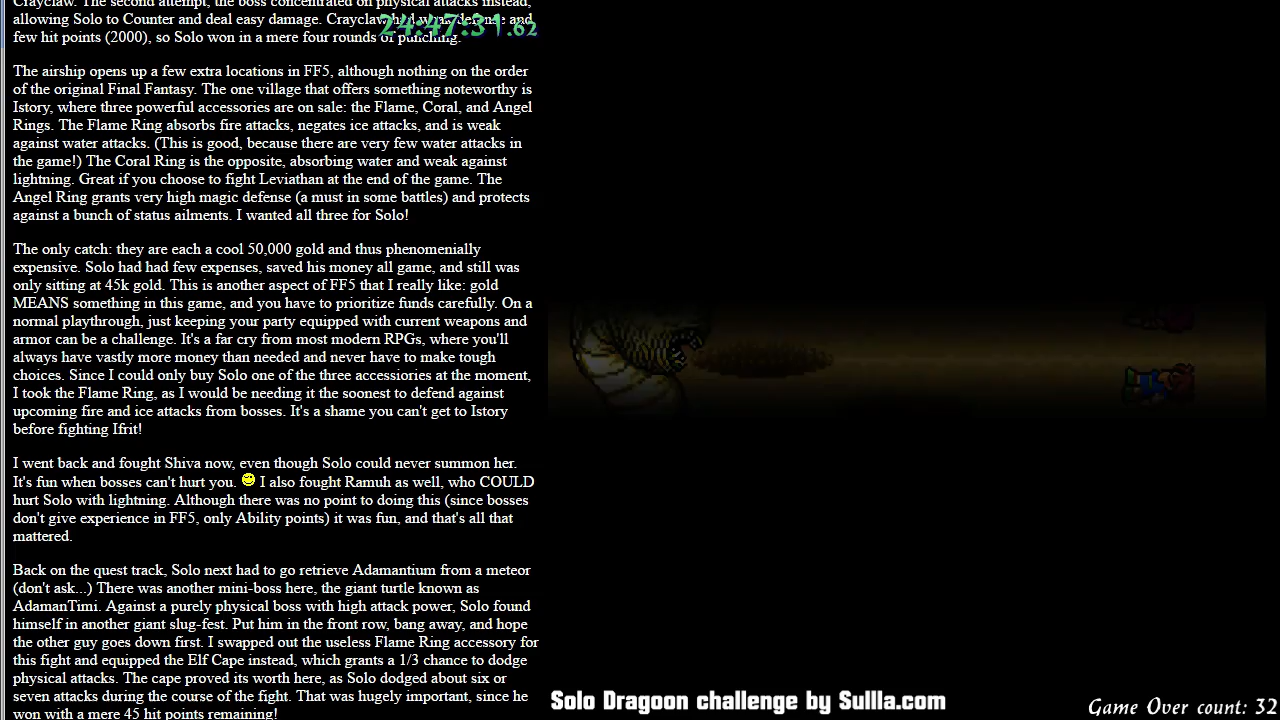 Crayclaw. The second attempt, the boss concentrated on physical attacks instead,
allowing Solo to Counter and deal easy damage. Crayclaw had weak defense and
24:47:31.62
few hit points (2000), so Solo won in a mere four rounds of punching.
The airship opens up a few extra locations in FF5, although nothing on the order
of the original Final Fantasy. The one village that offers something noteworthy is
Istory, where three powerful accessories are on sale: the Flame, Coral, and Angel
Rings. The Flame Ring absorbs fire attacks, negates ice attacks, and is weak
against water attacks. (This is good, because there are very few water attacks in
the game!) The Coral Ring is the opposite, absorbing water and weak against
lightning. Great if you choose to fight Leviathan at the end of the game. The
Angel Ring grants very high magic defense (a must in some battles) and protects
against a bunch of status ailments. I wanted all three for Solo!
The only catch: they are each a cool 50,000 gold and thus phenomenially
expensive. Solo had had few expenses, saved his money all game, and still was
only sitting at 45k gold. This is another aspect of FF5 that I really like: gold
MEANS something in this game, and you have to prioritize funds carefully. On a
normal playthrough, just keeping your party equipped with current weapons and
armor can be a challenge. It's a far cry from most modern RPGs, where you'll
always have vastly more money than needed and never have to make tough
choices. Since I could only buy Solo one of the three accessiories at the moment,
I took the Flame Ring, as I would be needing it the soonest to defend against
upcoming fire and ice attacks from bosses. It's a shame you can't get to Istory
before fighting Ifrit!
I went back and fought Shiva now, even though Solo could never summon her.
It's fun when bosses can't hurt you. I also fought Ramuh as well, who COULD
hurt Solo with lightning. Although there was no point to doing this (since bosses
don't give experience in FF5, only Ability points) it was fun, and that's all that
mattered.
Back on the quest track, Solo next had to go retrieve Adamantium from a meteor
(don't ask...) There was another mini-boss here, the giant turtle known as
AdamanTimi. Against a purely physical boss with high attack power, Solo found
himself in another giant slug-fest. Put him in the front row, bang away, and hope
the other guy goes down first. I swapped out the useless Flame Ring accessory for
this fight and equipped the Elf Cape instead, which grants a 1/3 chance to dodge
physical attacks. The cape proved its worth here, as Solo dodged about six or
seven attacks during the course of the fight. That was hugely important, since he
won with a mere 45 hit points remaining!
Solo Dragoon challenge by Sullla.com
Game Over count: 32